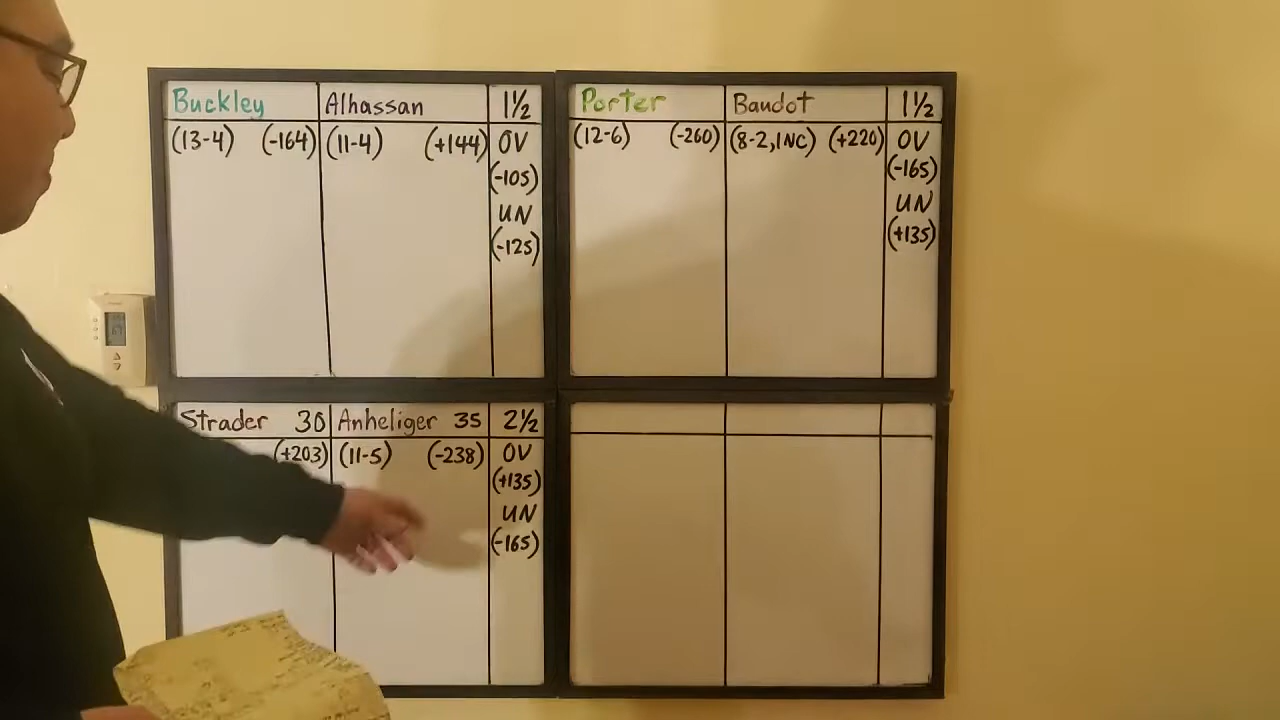 Buckley Alhassan 1½
(13-4) (-164) (11-4) (+144) OV
(-105)
UN
(-125)
Porter Baudot 1½
(12-6) (-260) (8-2, 1NC) (+220) OV
(-165)
UN
(+135)
Strader 30 Anheliger 35 2½
(+203) (11-5) (-238) OV
(+135)
UN
(-165)